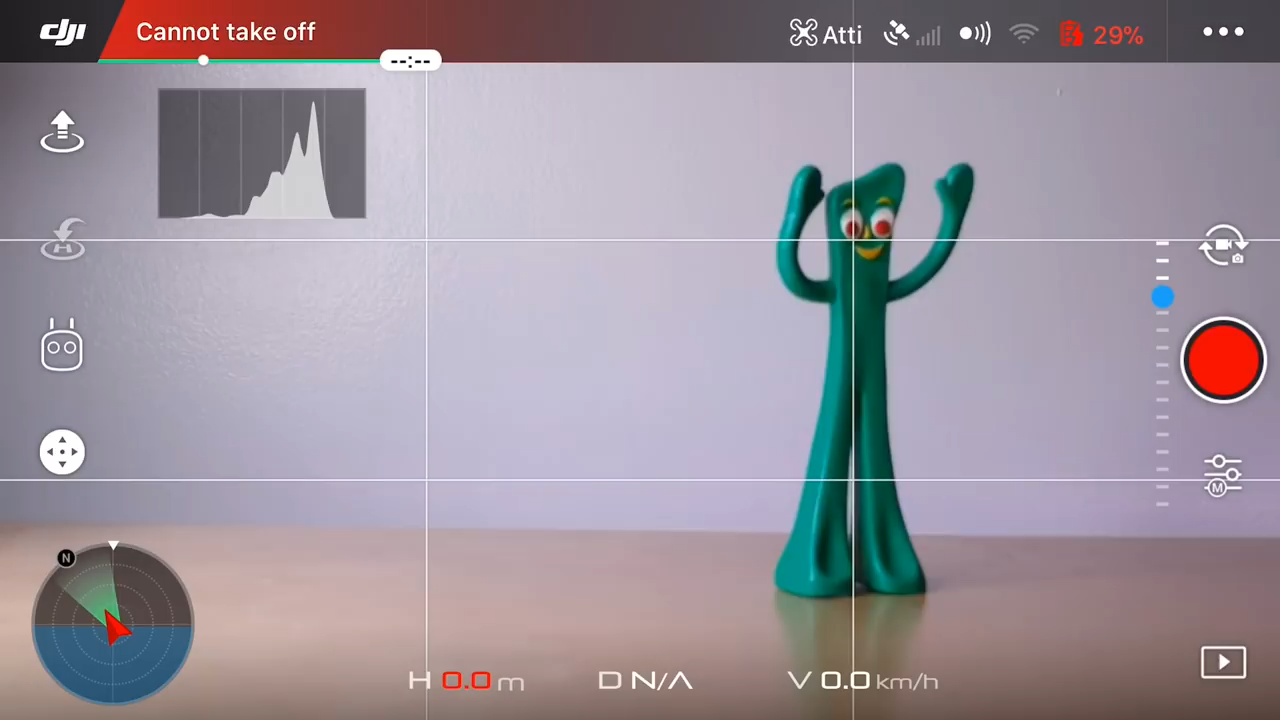 dji
Cannot take off
Atti
29%
--:--
H
M
N
H 0.0 m
D N/A
V 0.0 km/h